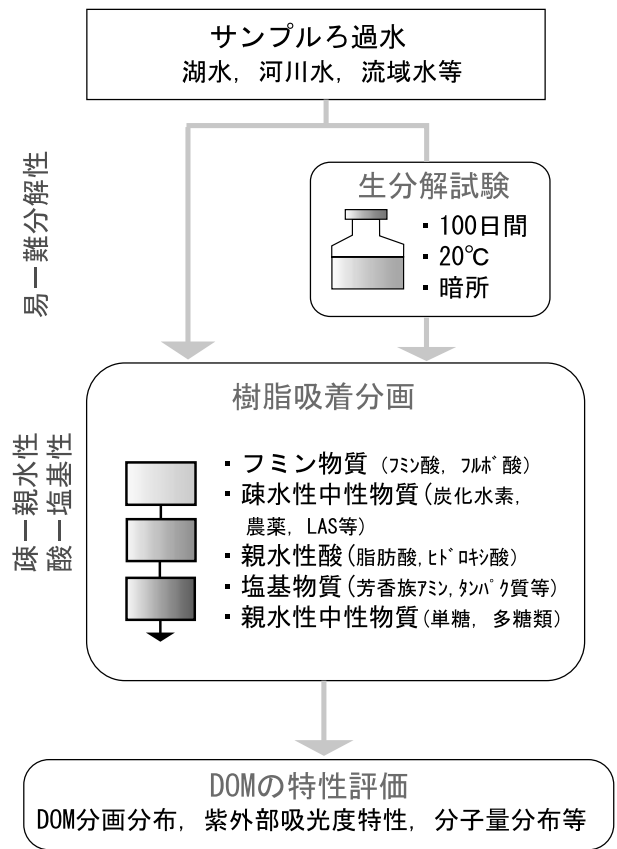 サンプルろ過水
湖水，河川水，流域水等
易ー難分解性
生分解試験
・100日間
・20℃
・暗所
樹脂吸着分画
疎ー親水性
酸ー塩基性
・フミン物質（ﾌﾐﾝ酸，ﾌﾙﾎﾞ酸）
・疎水性中性物質（炭化水素，
農薬，LAS等）
・親水性酸（脂肪酸，ﾋﾄﾞﾛｷｼ酸）
・塩基物質（芳香族ｱﾐﾝ，ﾀﾝﾊﾟｸ質等）
・親水性中性物質（単糖，多糖類）
DOMの特性評価
DOM分画分布，紫外部吸光度特性，分子量分布等